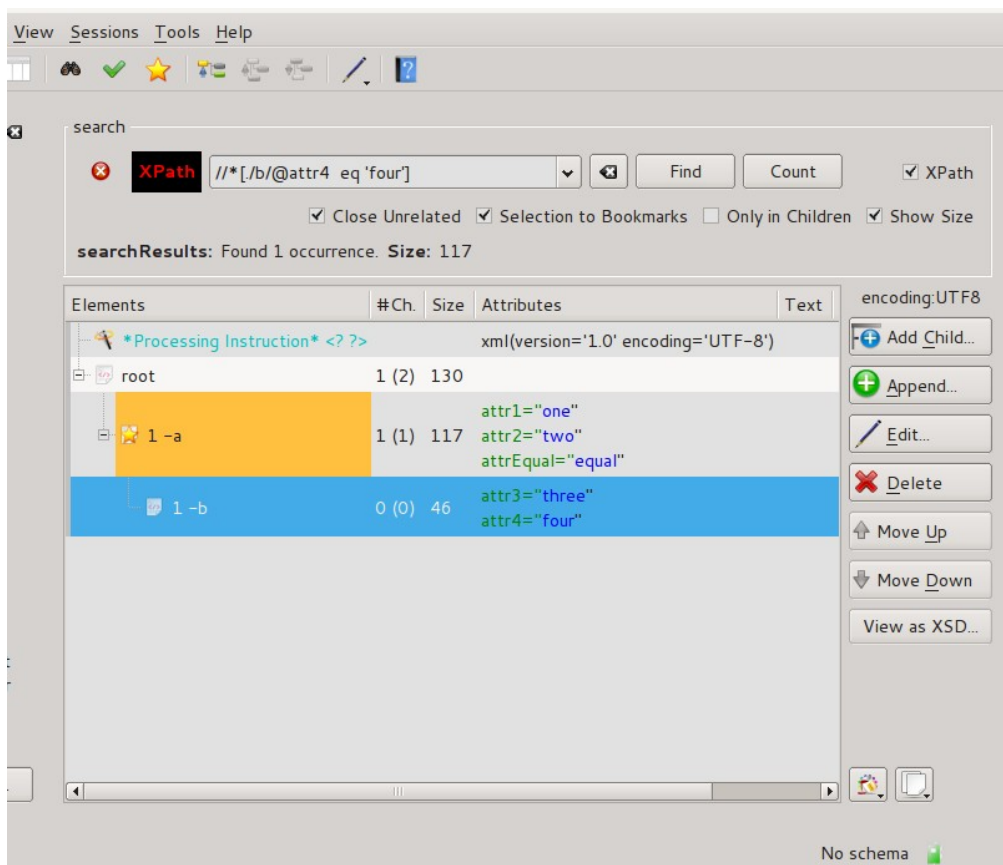 View Sessions Tools Help
search
XPath //*[./b/@attr4 eq 'four'] Find Count XPath
Close Unrelated Selection to Bookmarks Only in Children Show Size
searchResults: Found 1 occurrence. Size: 117
Elements #Ch. Size Attributes Text
*Processing Instruction* <? ?> xml(version='1.0' encoding='UTF-8')
root 1 (2) 130
1 -a 1 (1) 117
attr1="one"
attr2="two"
attrEqual="equal"
1 -b 0 (0) 46
attr3="three"
attr4="four"
encoding:UTF8
Add Child...
Append...
Edit...
Delete
Move Up
Move Down
View as XSD...
No schema